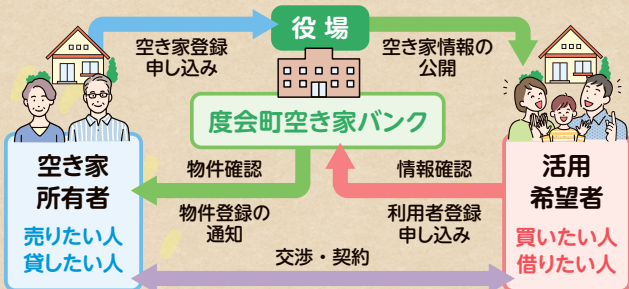 役場
空き家登録
申し込み
空き家情報の
公開
度会町空き家バンク
空き家
所有者
売りたい人
貸したい人
物件確認
物件登録の
通知
情報確認
利用者登録
申し込み
活用
希望者
買いたい人
借りたい人
交渉・契約